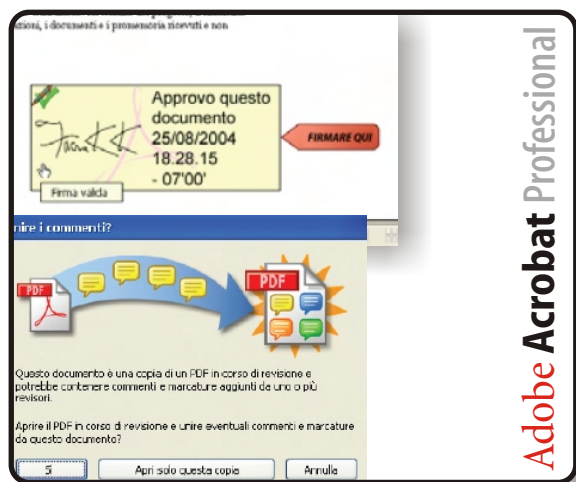 azioni, i documenti e i promemoria ricevuti e non
Approvo questo
documento
25/08/2004
18.28.15
- 07'00'
FIRMARE QUI
Firma valida
nire i commenti?
PDF
PDF
Questo documento è una copia di un PDF in corso di revisione e
potrebbe contenere commenti e marcature aggiunti da uno o più
revisori.
Aprire il PDF in corso di revisione e unire eventuali commenti e marcature
da questo documento?
Sì
Apri solo questa copia
Annulla
Adobe Acrobat Professional